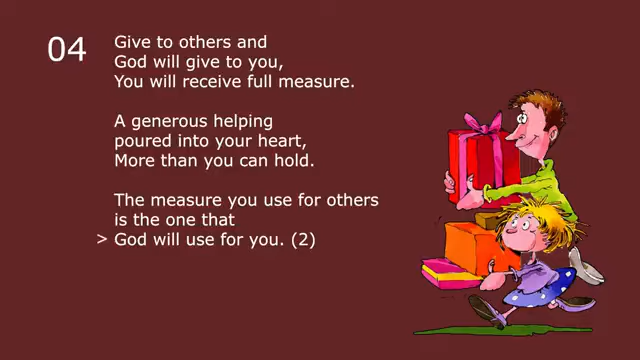 04
Give to others and
God will give to you,
You will receive full measure.
A generous helping
poured into your heart,
More than you can hold.
The measure you use for others
is the one that
> God will use for you. (2)